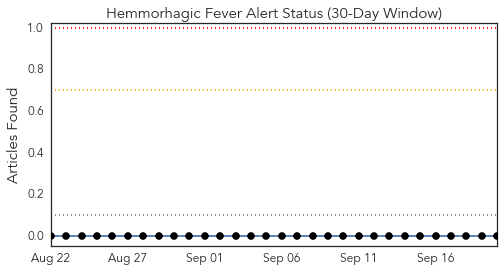 Hemmorhagic Fever Alert Status (30-Day Window)
Articles Found
1.0
0.8
0.6
0.4
0.2
0.0
Aug 22 Aug 27 Sep 01 Sep 06 Sep 11 Sep 16